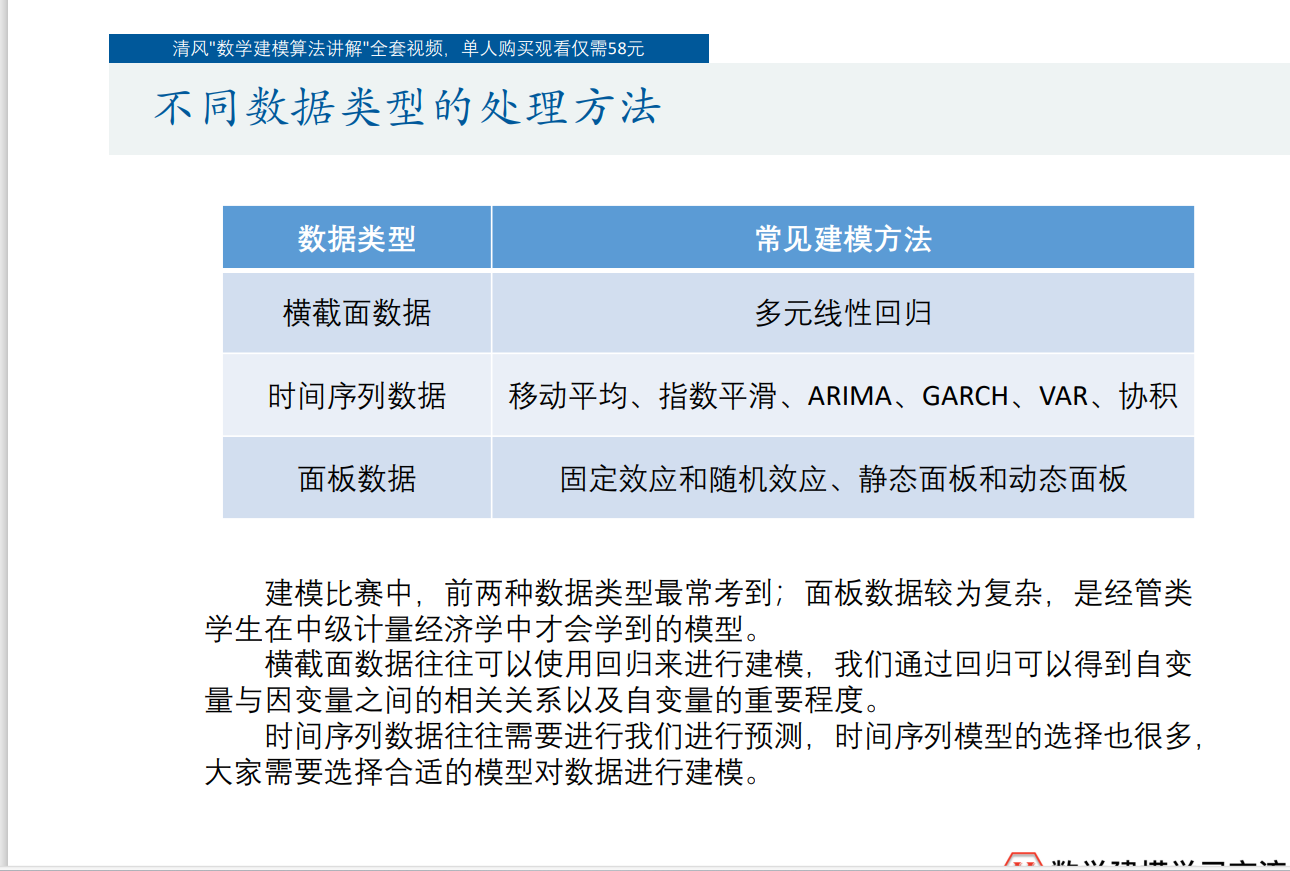 清风"数学建模算法讲解"全套视频，单人购买观看仅需58元
不同数据类型的处理方法
数据类型 常见建模方法
横截面数据 多元线性回归
时间序列数据 移动平均、指数平滑、ARIMA、GARCH、VAR、协积
面板数据 固定效应和随机效应、静态面板和动态面板
建模比赛中，前两种数据类型最常考到；面板数据较为复杂，是经管类
学生在中级计量经济学中才会学到的模型。
横截面数据往往可以使用回归来进行建模，我们通过回归可以得到自变
量与因变量之间的相关关系以及自变量的重要程度。
时间序列数据往往需要进行我们进行预测，时间序列模型的选择也很多，
大家需要选择合适的模型对数据进行建模。
数学建模学习交流